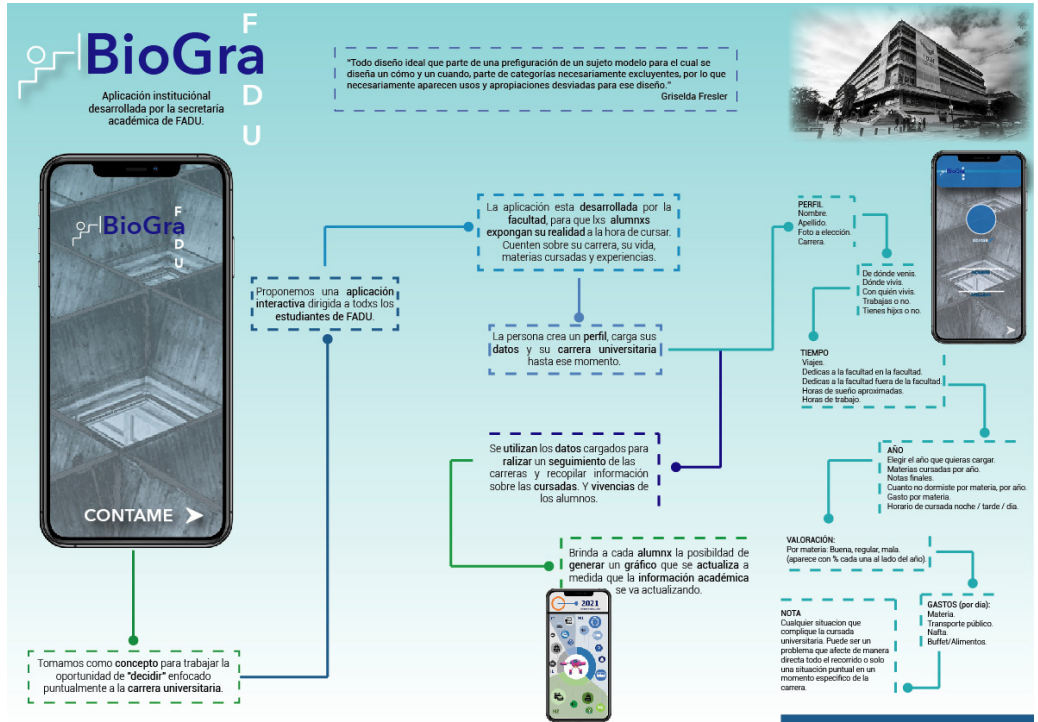 BioGra
FADU
Aplicación instituciónal
desarrollada por la secretaria
académica de FADU.
"Todo diseño ideal que parte de una prefiguración de un sujeto modelo para el cual se
diseña un cómo y un cuando, parte de categorías necesariamente excluyentes, por lo que
necesariamente aparecen usos y apropiaciones desviadas para ese diseño."
Griselda Fresler
BioGra
FADU
CONTAME
Tomamos como concepto para trabajar la
oportunidad de "decidir" enfocado
puntualmente a la carrera universitaria.
Proponemos una aplicación
interactiva dirigida a todxs los
estudiantes de FADU.
La aplicación esta desarrollada por la
facultad, para que lxs alumnxs
expongan su realidad a la hora de cursar.
Cuenten sobre su carrera, su vida,
materias cursadas y experiencias.
La persona crea un perfil, carga sus
datos y su carrera universitaria
hasta ese momento.
Se utilizan los datos cargados para
ralizar un seguimiento de las
carreras y recopilar información
sobre las cursadas. Y vivencias de
los alumnos.
Brinda a cada alumnx la posibildad de
generar un gráfico que se actualiza a
medida que la información académica
se va actualizando.
2021
PERFIL
Nombre.
Apellido.
Foto a elección.
Carrera.
De dónde venis.
Dónde vivis.
Con quién vivis.
Trabajas o no.
Tienes hijxs o no.
TIEMPO
Viajes.
Dedicas a la facultad en la facultad.
Dedicas a la facultad fuera de la facultad.
Horas de sueño aproximadas.
Horas de trabajo.
AÑO
Elegir el año que quieras cargar.
Materias cursadas por año.
Notas finales.
Cuanto no dormiste por materia, por año.
Gasto por materia.
Horario de cursada noche / tarde / dia.
VALORACIÓN:
Por materia: Buena, regular, mala.
(aparece con % cada una al lado del año).
GASTOS (por día):
Materia.
Transporte público.
Nafta.
Buffet/Alimentos.
NOTA
Cualquier situacion que
complique la cursada
universitaria. Puede ser un
problema que afecte de manera
directa todo el recorrido o solo
una situación puntual en un
momento especifico de la
carrera.
BioGra